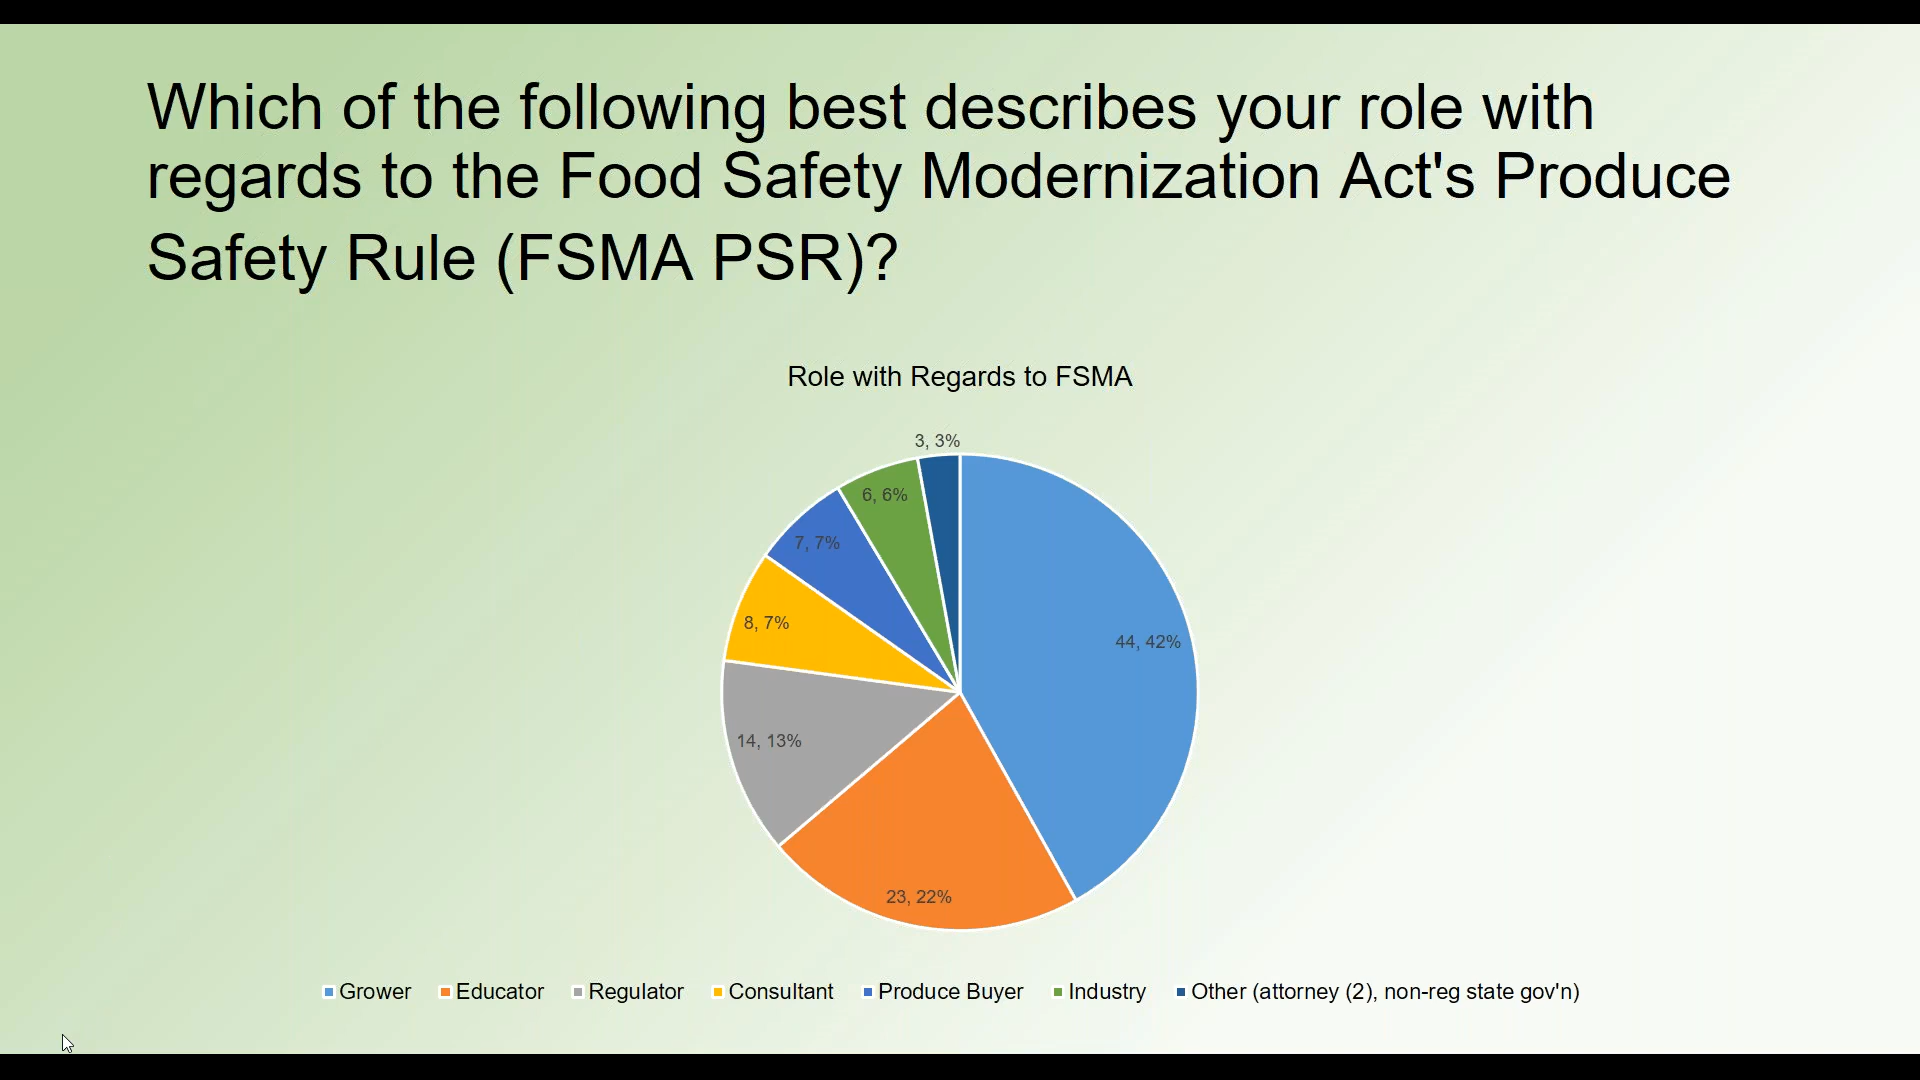 Which of the following best describes your role with
regards to the Food Safety Modernization Act's Produce
Safety Rule (FSMA PSR)?
Role with Regards to FSMA
3, 3%
6, 6%
7, 7%
8, 7%
44, 42%
14, 13%
23, 22%
Grower Educator Regulator Consultant Produce Buyer Industry Other (attorney (2), non-reg state gov'n)